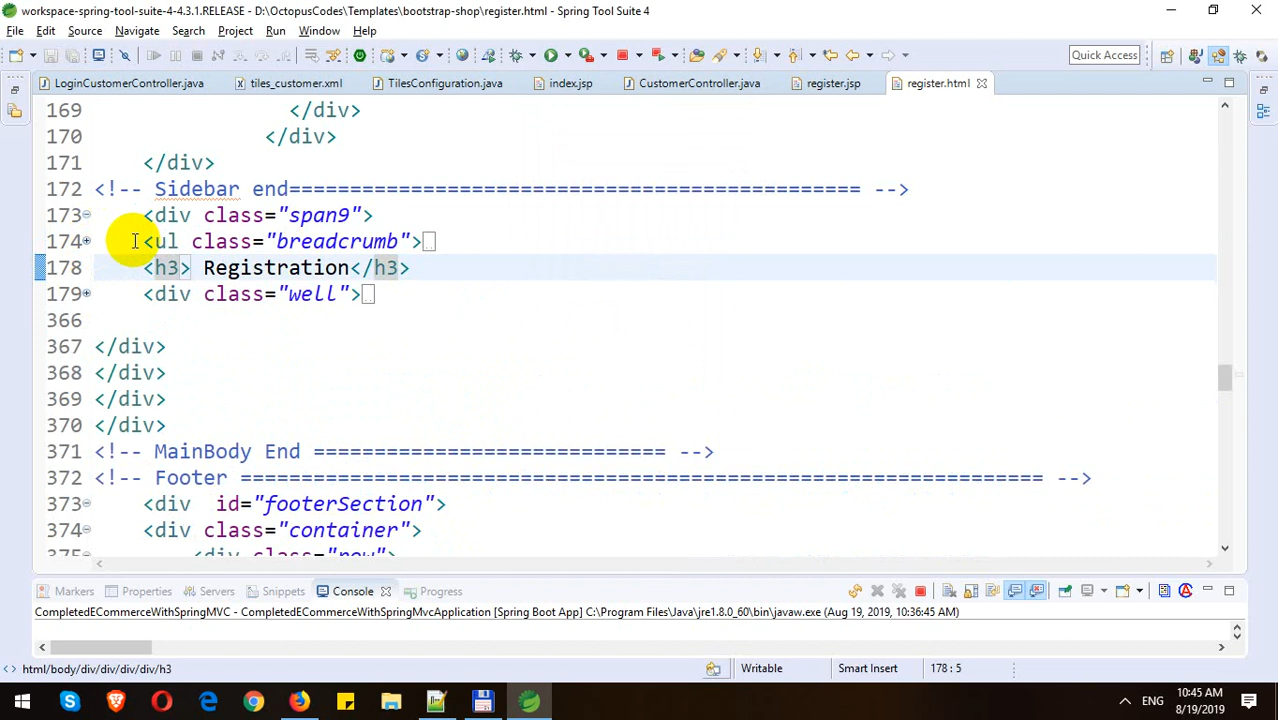 workspace-spring-tool-suite-4-4.3.1.RELEASE - D:\OctopusCodes\Templates\bootstrap-shop\register.html - Spring Tool Suite 4
File Edit Source Navigate Search Project Run Window Help
Quick Access
LoginCustomerController.java tiles_customer.xml TilesConfiguration.java index.jsp CustomerController.java register.jsp register.html
169 </div>
170 </div>
171 </div>
172 <!-- Sidebar end=============================================== -->
173 <div class="span9">
174 <ul class="breadcrumb">
178 <h3> Registration</h3>
179 <div class="well">
366
367 </div>
368 </div>
369 </div>
370 </div>
371 <!-- MainBody End ============================= -->
372 <!-- Footer ================================================================== -->
373 <div  id="footerSection">
374 <div class="container">
375 <div class="row">
Markers Properties Servers Snippets Console Progress
CompletedECommerceWithSpringMVC - CompletedECommerceWithSpringMvcApplication [Spring Boot App] C:\Program Files\Java\jre1.8.0_60\bin\javaw.exe (Aug 19, 2019, 10:36:45 AM)
html/body/div/div/div/div/h3 Writable Smart Insert 178 : 5
ENG 10:45 AM
8/19/2019